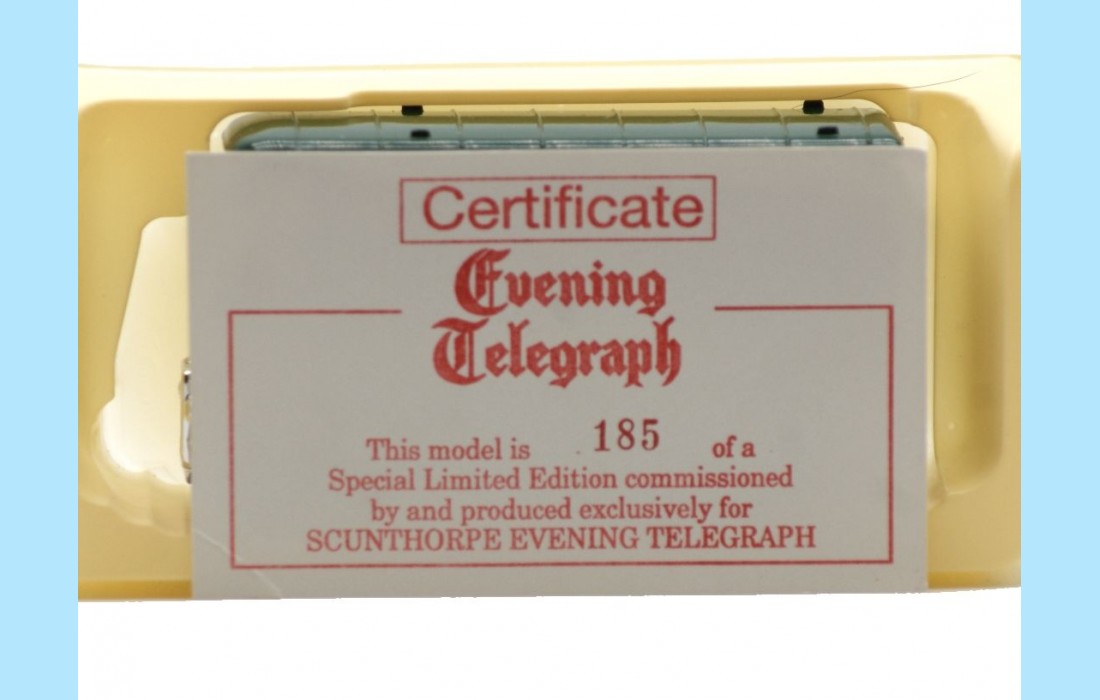 Certificate
Evening
Telegraph
This model is 185 of a
Special Limited Edition commissioned
by and produced exclusively for
SCUNTHORPE EVENING TELEGRAPH